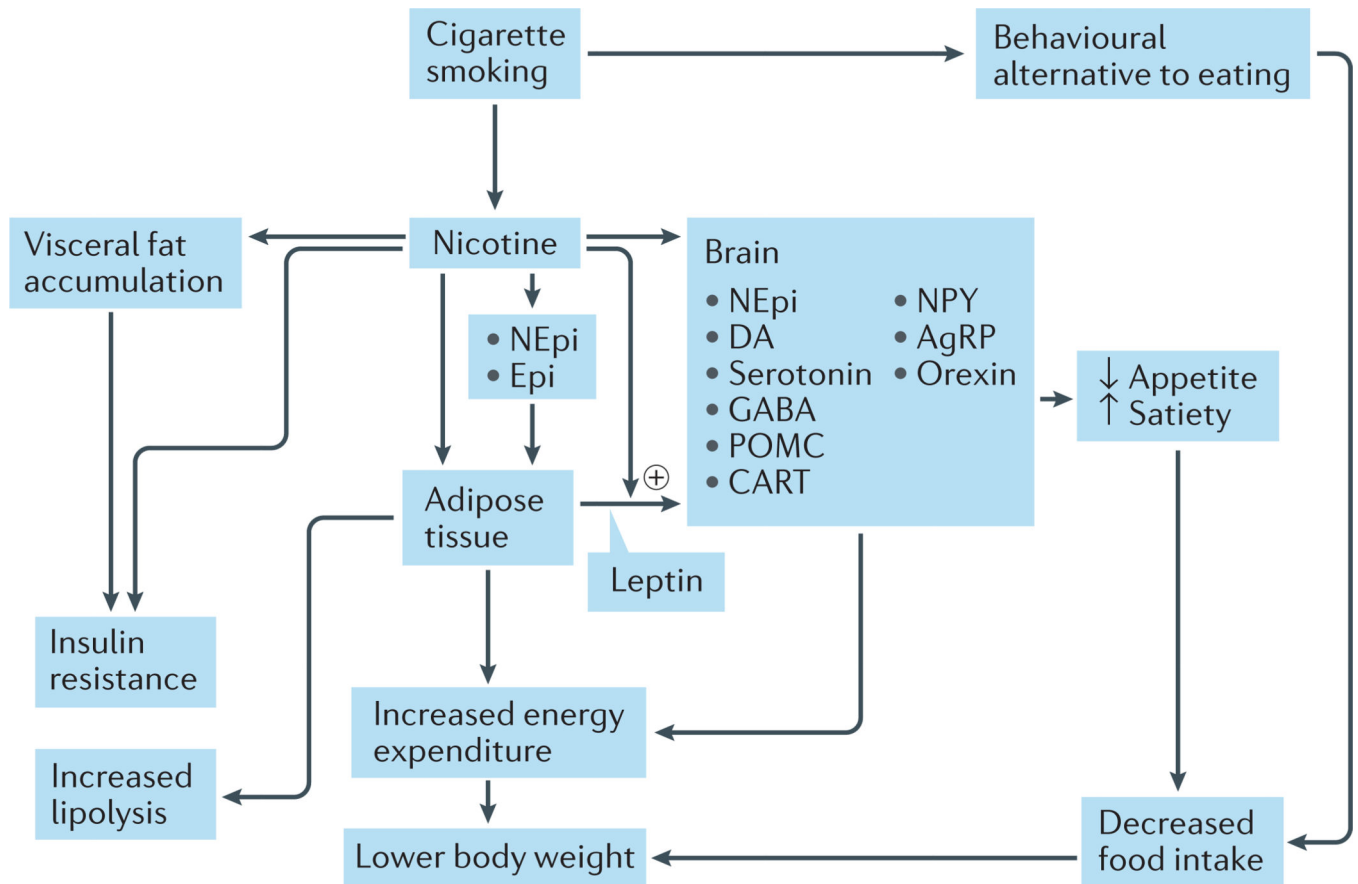 Cigarette
smoking
Behavioural
alternative to eating
Visceral fat
accumulation
Nicotine
• NEpi
• Epi
Brain
• NEpi
• DA
• Serotonin
• GABA
• POMC
• CART
• NPY
• AgRP
• Orexin
↓ Appetite
↑ Satiety
Adipose
tissue
+
Leptin
Insulin
resistance
Increased energy
expenditure
Increased
lipolysis
Lower body weight
Decreased
food intake